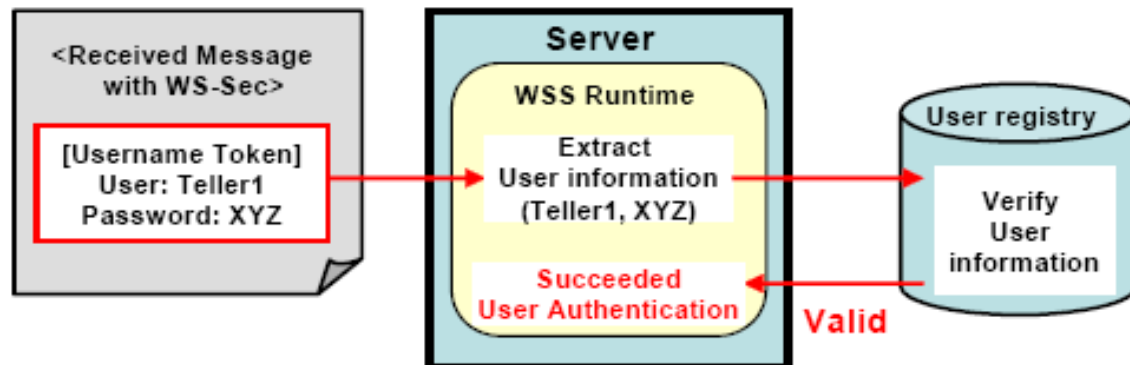 <Received Message
with WS-Sec>
[Username Token]
User: Teller1
Password: XYZ
Server
WSS Runtime
Extract
User information
(Teller1, XYZ)
Succeeded
User Authentication
User registry
Verify
User
information
Valid